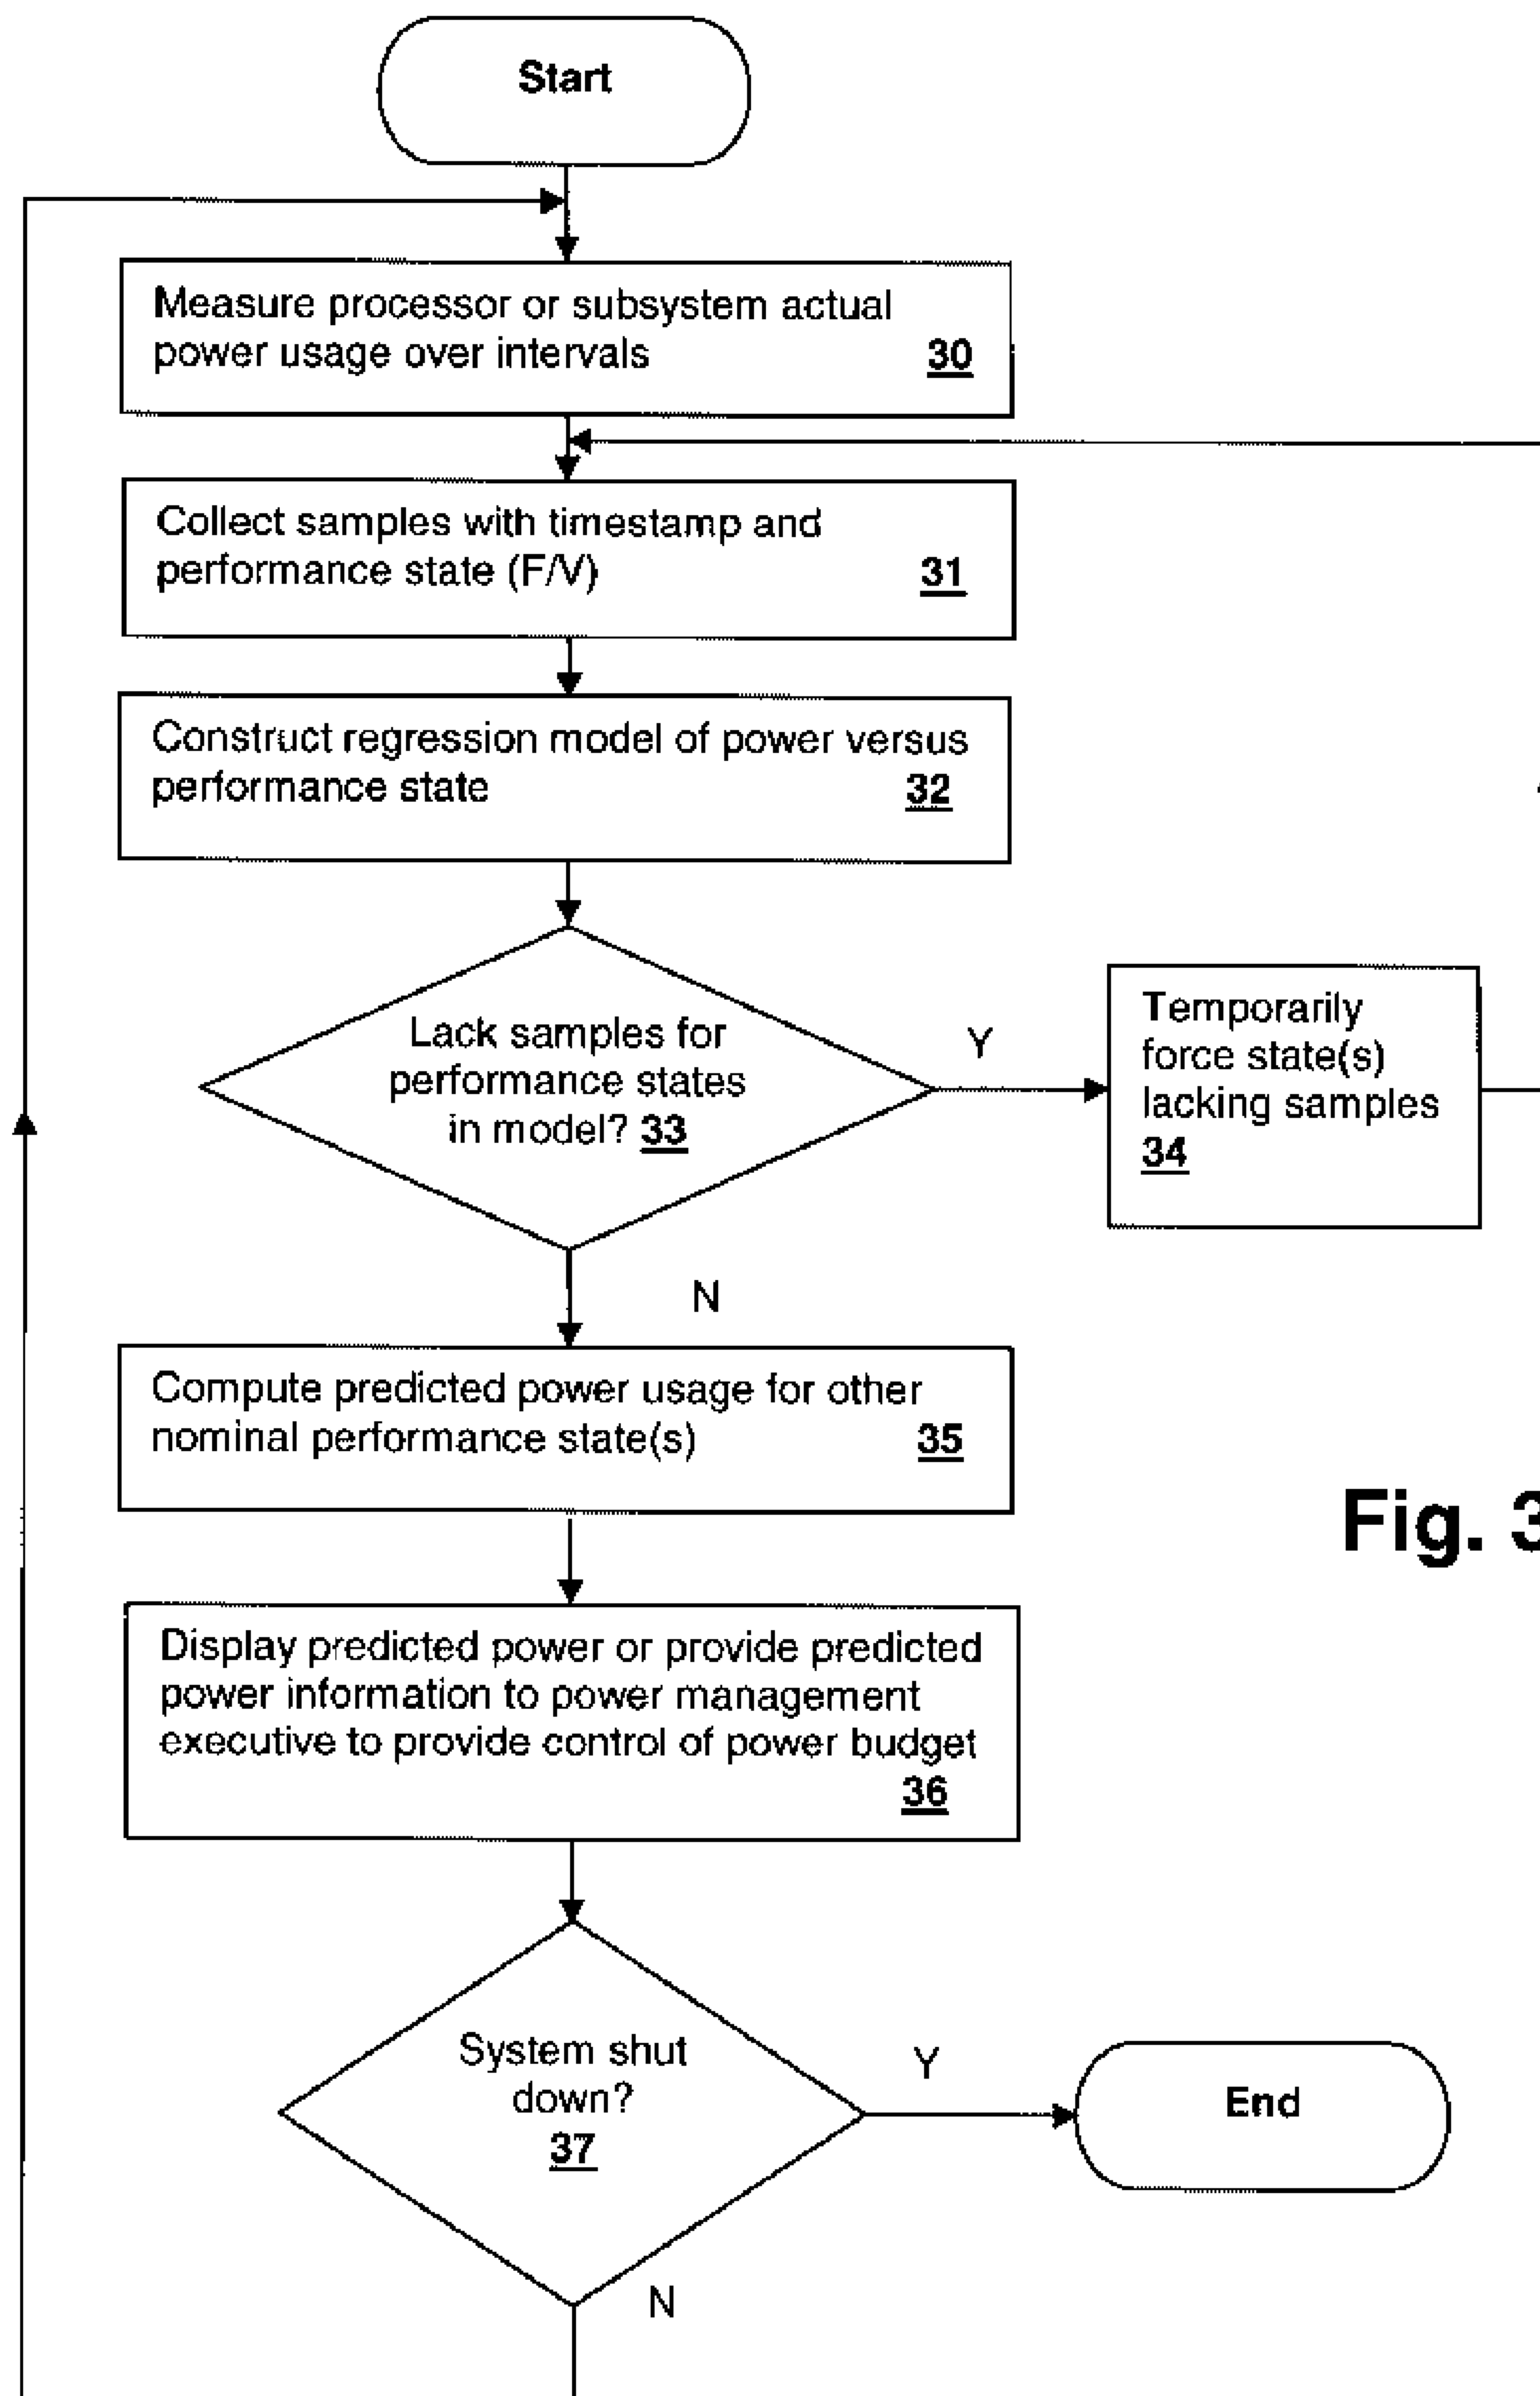 Start
Measure processor or subsystem actual
power usage over intervals 30
Collect samples with timestamp and
performance state (F/V) 31
Construct regression model of power versus
performance state 32
Lack samples for
performance states
in model? 33
Y
Temporarily
force state(s)
lacking samples
34
N
Compute predicted power usage for other
nominal performance state(s) 35
Fig. 3
Display predicted power or provide predicted
power information to power management
executive to provide control of power budget
36
System shut
down?
37
Y
End
N